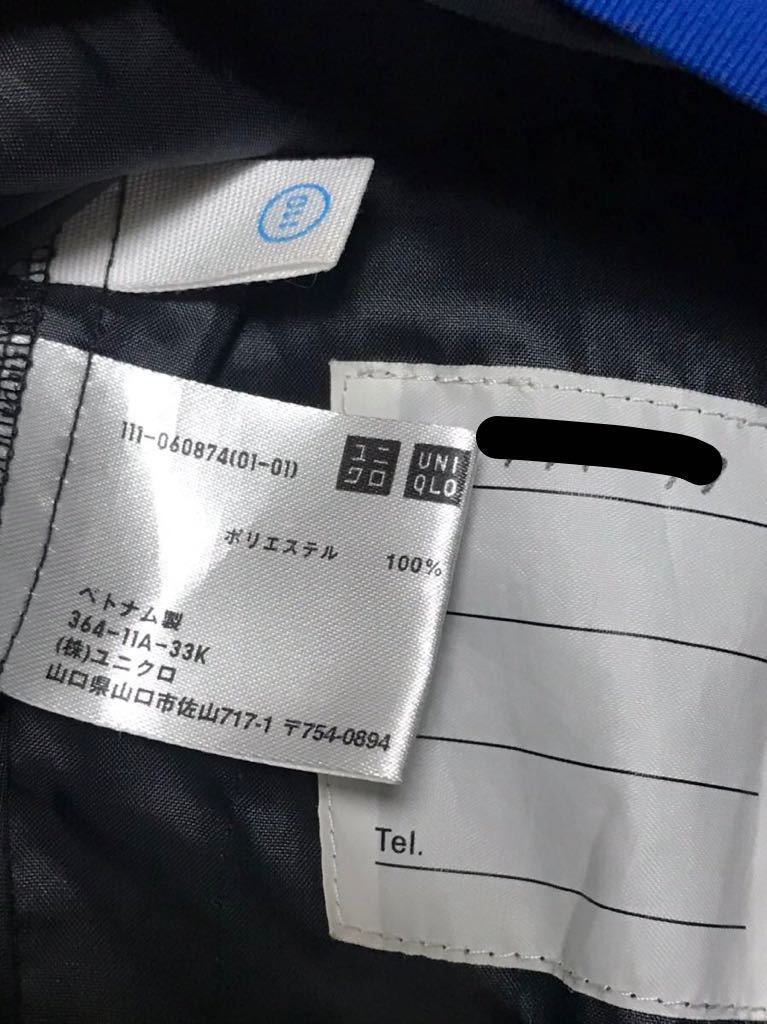 111-060874(01-01)
ユニ
クロ
UNI
QLO
ポリエステル 100%
ベトナム製
364-11A-33K
(株)ユニクロ
山口県山口市佐山717-1 〒754-0894
Tel.